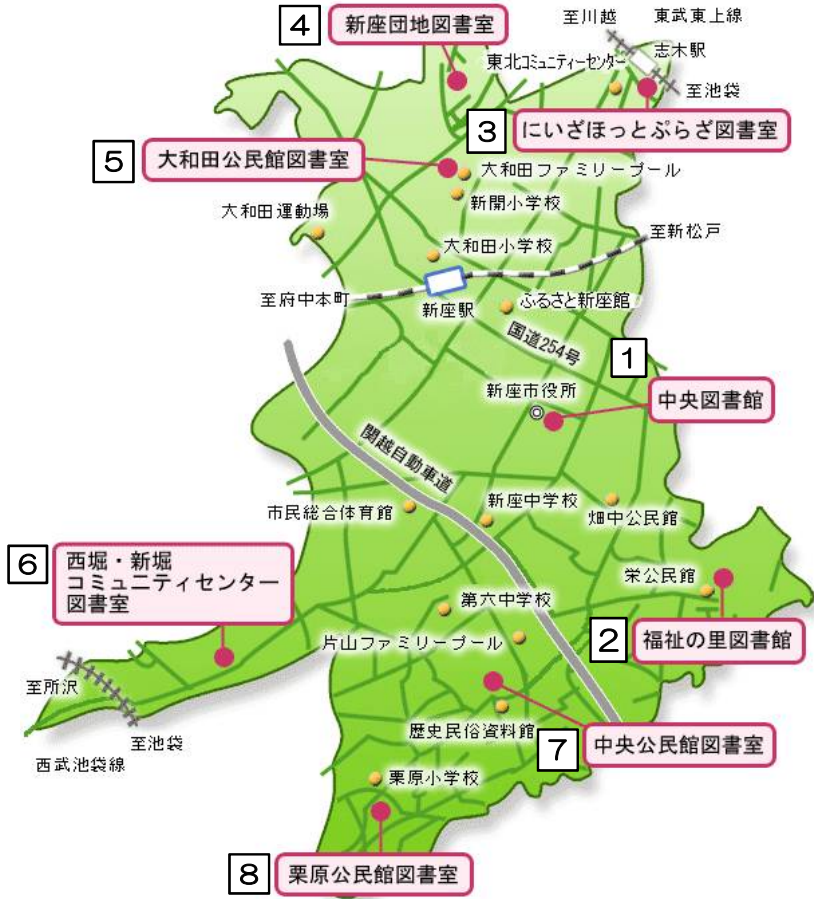 4
新座団地図書室
至川越
東武東上線
志木駅
東北コミュニティーセンター
至池袋
3
にいざほっとぷらざ図書室
5
大和田公民館図書室
大和田ファミリープール
新開小学校
大和田運動場
大和田小学校
至新松戸
至府中本町
新座駅
ふるさと新座館
国道254号
1
新座市役所
中央図書館
関越自動車道
市民総合体育館
新座中学校
畑中公民館
6
西堀・新堀
コミュニティセンター
図書室
栄公民館
第六中学校
片山ファミリープール
2
福祉の里図書館
至所沢
至池袋
西武池袋線
歴史民俗資料館
7
中央公民館図書室
栗原小学校
8
栗原公民館図書室